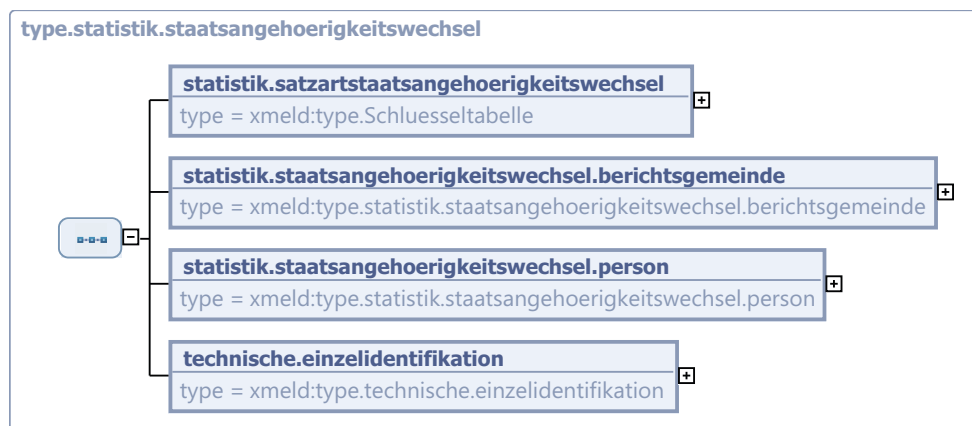 type.statistik.staatsangehoerigkeitswechsel
statistik.satzartstaatsangehoerigkeitswechsel
type = xmeld:type.Schluesseltabelle
statistik.staatsangehoerigkeitswechsel.berichtsgemeinde
type = xmeld:type.statistik.staatsangehoerigkeitswechsel.berichtsgemeinde
statistik.staatsangehoerigkeitswechsel.person
type = xmeld:type.statistik.staatsangehoerigkeitswechsel.person
technische.einzelidentifikation
type = xmeld:type.technische.einzelidentifikation